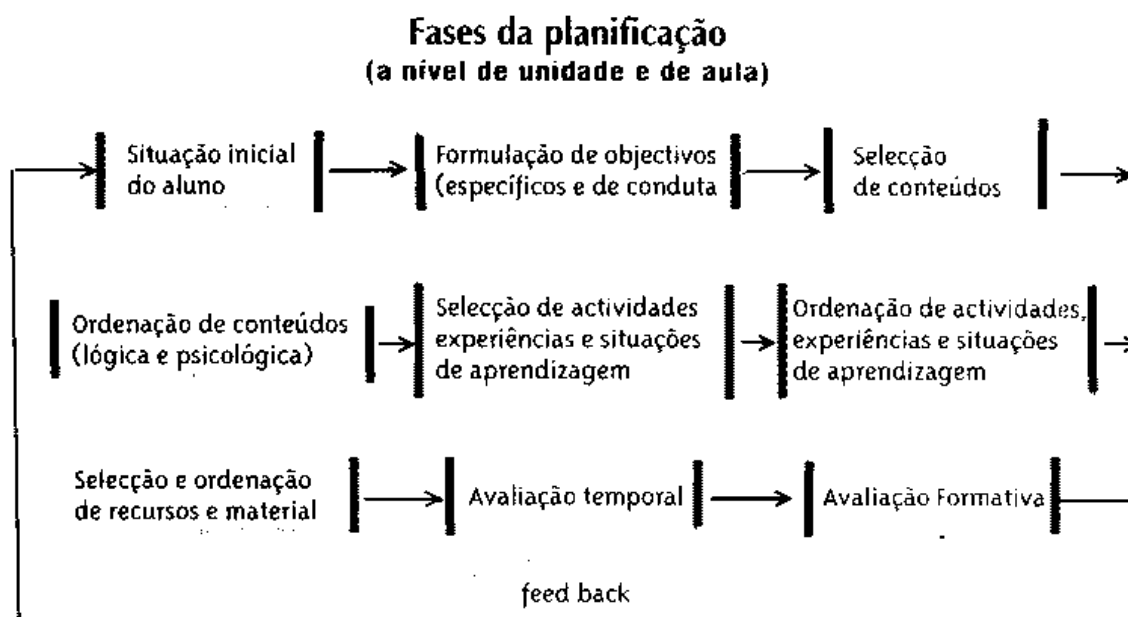 Fases da planificação
(a nível de unidade e de aula)
Situação inicial
do aluno
Formulação de objectivos
(específicos e de conduta
Selecção
de conteúdos
Ordenação de conteúdos
(lógica e psicológica)
Selecção de actividades
experiências e situações
de aprendizagem
Ordenação de actividades,
experiências e situações
de aprendizagem
Selecção e ordenação
de recursos e material
Avaliação temporal
Avaliação Formativa
feed back